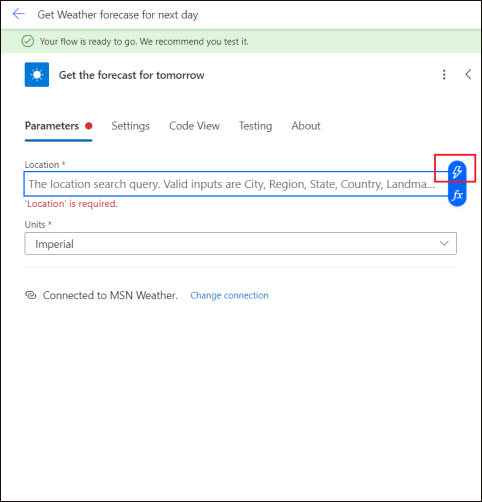 Get Weather forecase for next day
Your flow is ready to go. We recommend you test it.
Get the forecast for tomorrow
Parameters Settings Code View Testing About
Location *
The location search query. Valid inputs are City, Region, State, Country, Landma...
'Location' is required.
fx
Units *
Imperial
Connected to MSN Weather. Change connection